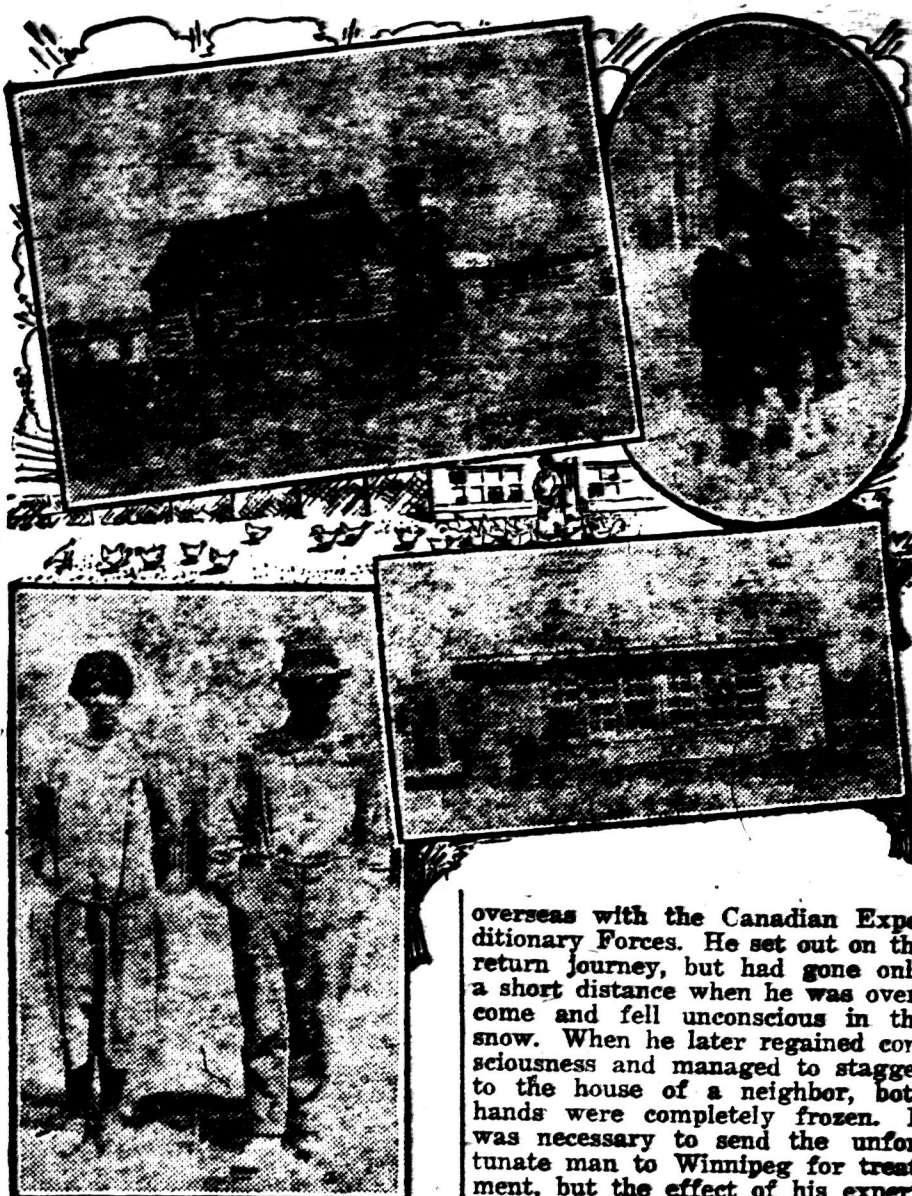 overseas with the Canadian Expe
ditionary Forces. He set out on th
return journey, but had gone onl
a short distance when he was over
come and fell unconscious in th
snow. When he later regained con
sciousness and managed to stagge
to the house of a neighbor, bot
hands were completely frozen. I
was necessary to send the unfor
tunate man to Winnipeg for treat
ment, but the effect of his exper